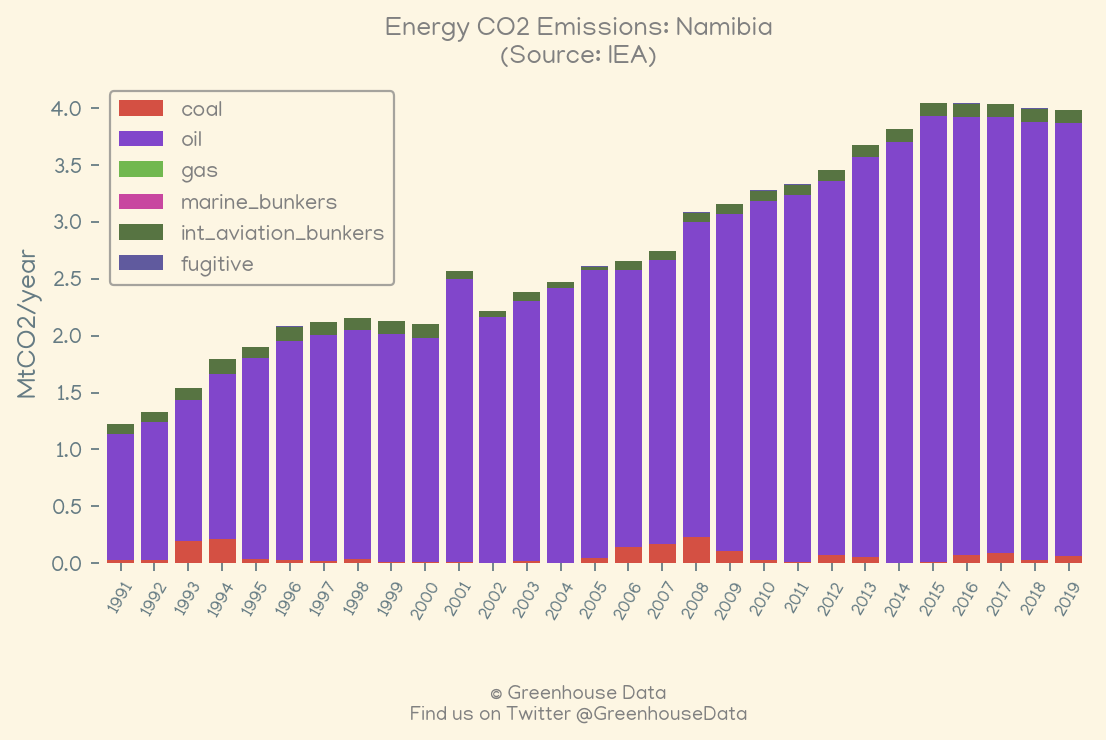 Energy CO2 Emissions: Namibia
(Source: IEA)
coal
oil
gas
marine_bunkers
int_aviation_bunkers
fugitive
MtCO2/year
4.0
3.5
3.0
2.5
2.0
1.5
1.0
0.5
0.0
1991 1992 1993 1994 1995 1996 1997 1998 1999 2000 2001 2002 2003 2004 2005 2006 2007 2008 2009 2010 2011 2012 2013 2014 2015 2016 2017 2018 2019
© Greenhouse Data
Find us on Twitter @GreenhouseData